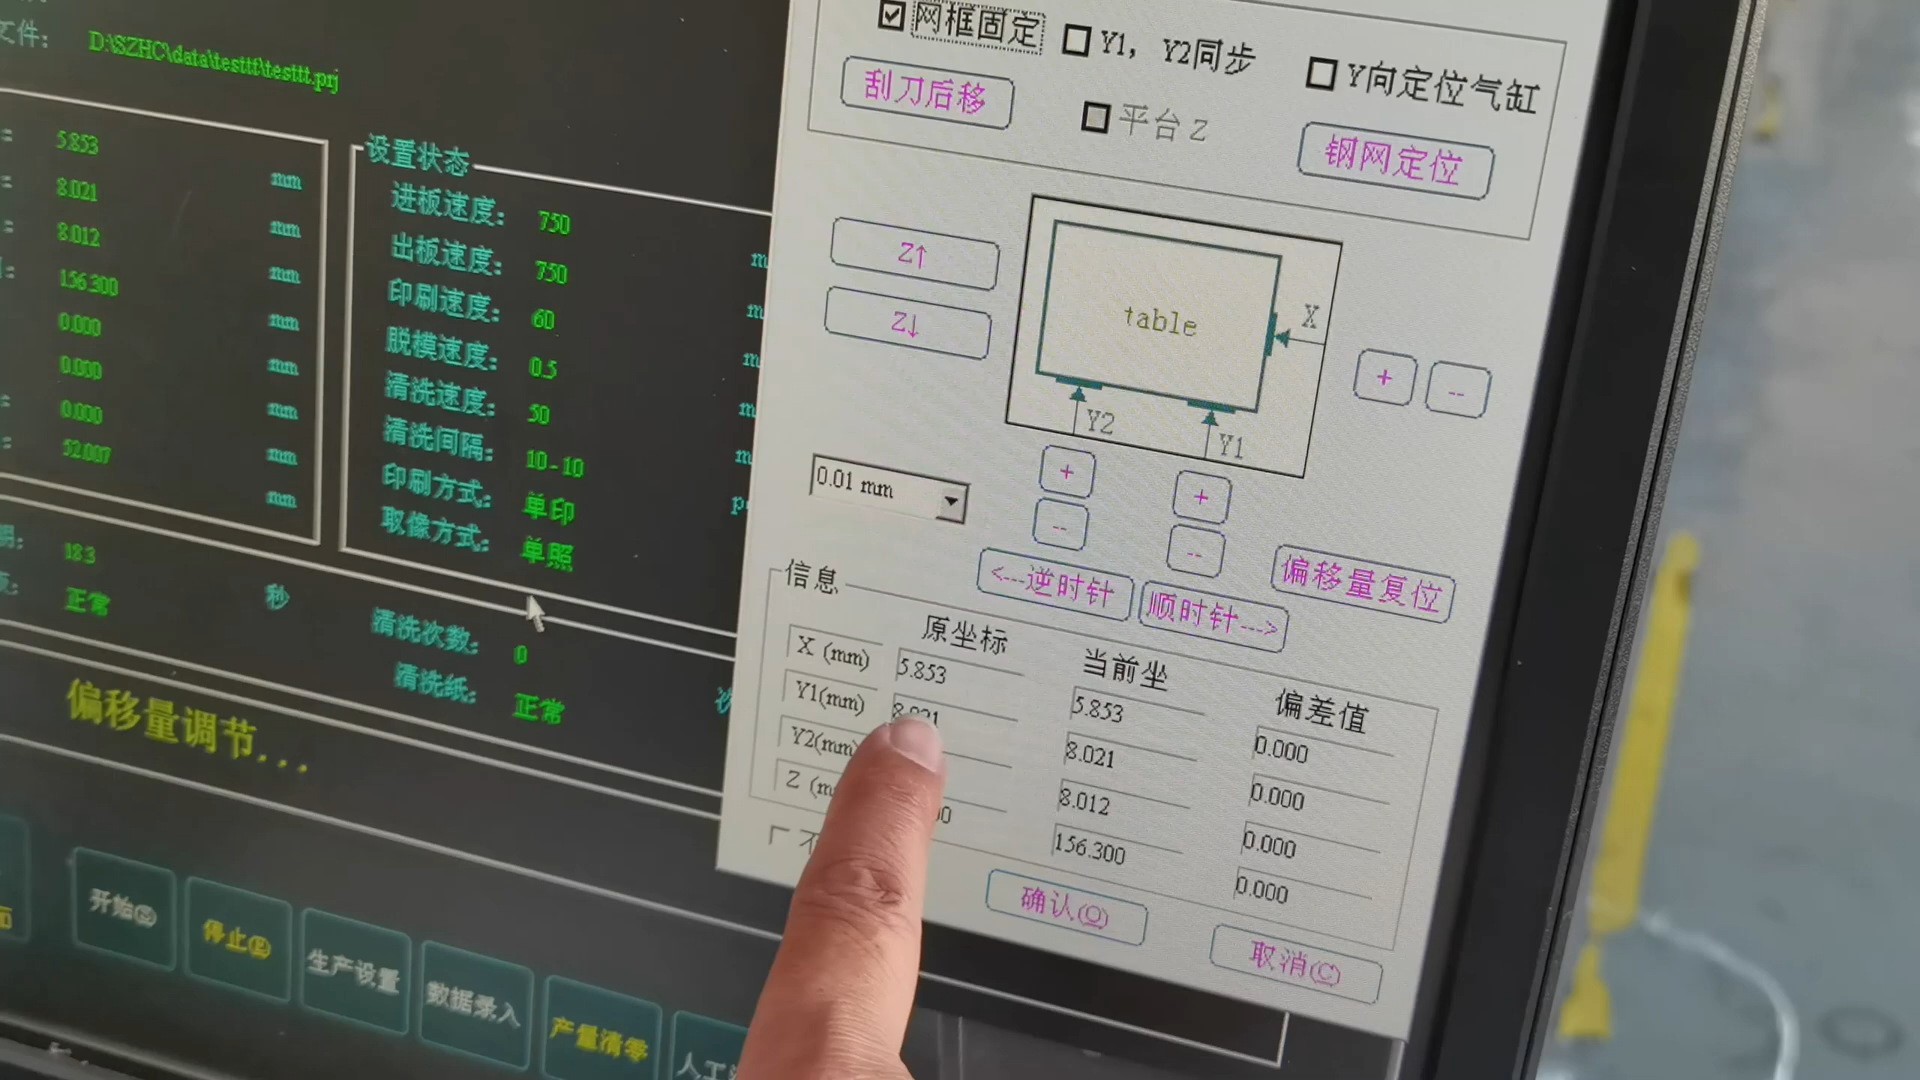 文件: D:\SZHC\data\testtt\testtt.prj
5.853 mm
8.021 mm
8.012 mm
156.300 mm
0.000 mm
0.000 mm
0.000 mm
52.007 mm
18.3 秒
正常
设置状态
进板速度: 750
出板速度: 750
印刷速度: 60
脱模速度: 0.5
清洗速度: 50
清洗间隔: 10-10
印刷方式: 单印
取像方式: 单照
清洗次数: 0
清洗纸: 正常
偏移量调节...
开始(S)
停止(E)
生产设置
数据录入
产量清零
人工
网框固定
Y1, Y2同步
Y向定位气缸
刮刀后移
平台 Z
钢网定位
Z↑
Z↓
table
X
Y2
Y1
+ --
+ +
-- --
0.01 mm
<---逆时针
顺时针--->
偏移量复位
信息
原坐标 当前坐 偏差值
X (mm) 5.853 5.853 0.000
Y1(mm) 8.021 8.021 0.000
Y2(mm) 8.012 0.000
Z 156.300 0.000
确认(O)
取消(C)